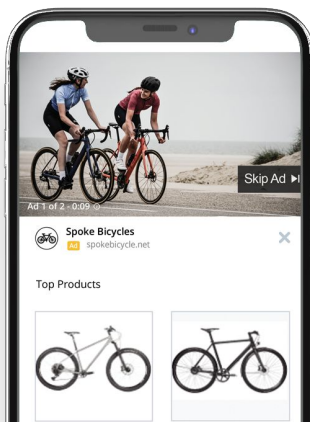 Skip Ad
Ad 1 of 2 - 0:09
Spoke Bicycles
Ad spokebicycle.net
Top Products